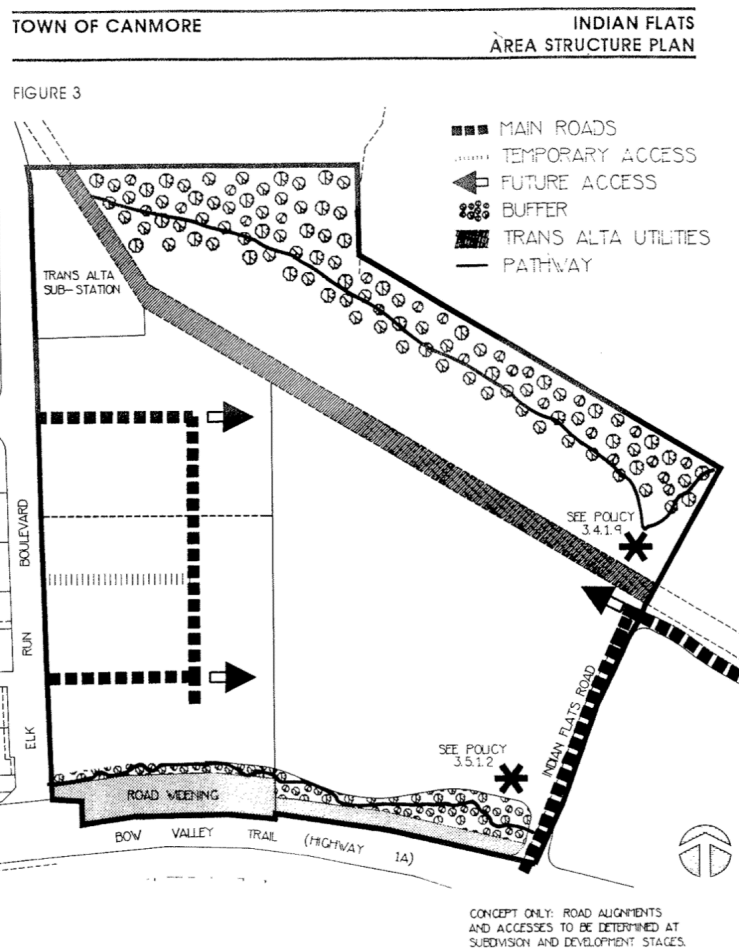 TOWN OF CANMORE
INDIAN FLATS
AREA STRUCTURE PLAN
FIGURE 3
MAIN ROADS
TEMPORARY ACCESS
FUTURE ACCESS
BUFFER
TRANS ALTA UTILITIES
PATHWAY
TRANS ALTA
SUB-STATION
SEE POLICY
3.4.1.9
ELK RUN BOULEVARD
INDIAN FLATS ROAD
SEE POLICY
3.5.1.2
ROAD WIDENING
BOW VALLEY TRAIL (HIGHWAY 1A)
CONCEPT ONLY: ROAD ALIGNMENTS
AND ACCESSES TO BE DETERMINED AT
SUBDIVISION AND DEVELOPMENT STAGES.